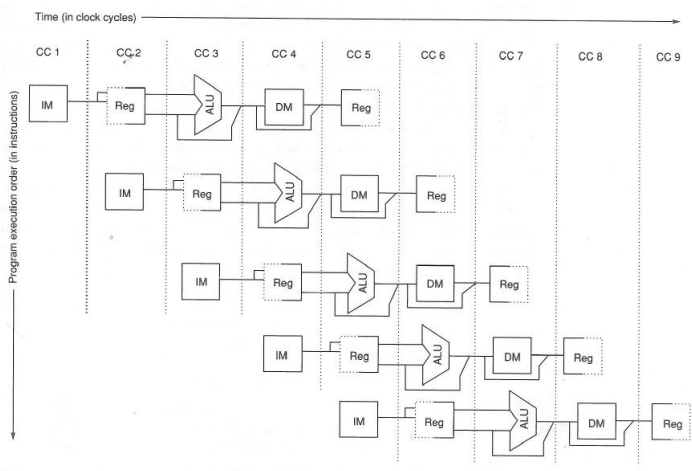 Time (in clock cycles)
CC 1 CC 2 CC 3 CC 4 CC 5 CC 6 CC 7 CC 8 CC 9
Program execution order (in instructions)
IM Reg ALU DM Reg
IM Reg ALU DM Reg
IM Reg ALU DM Reg
IM Reg ALU DM Reg
IM Reg ALU DM Reg